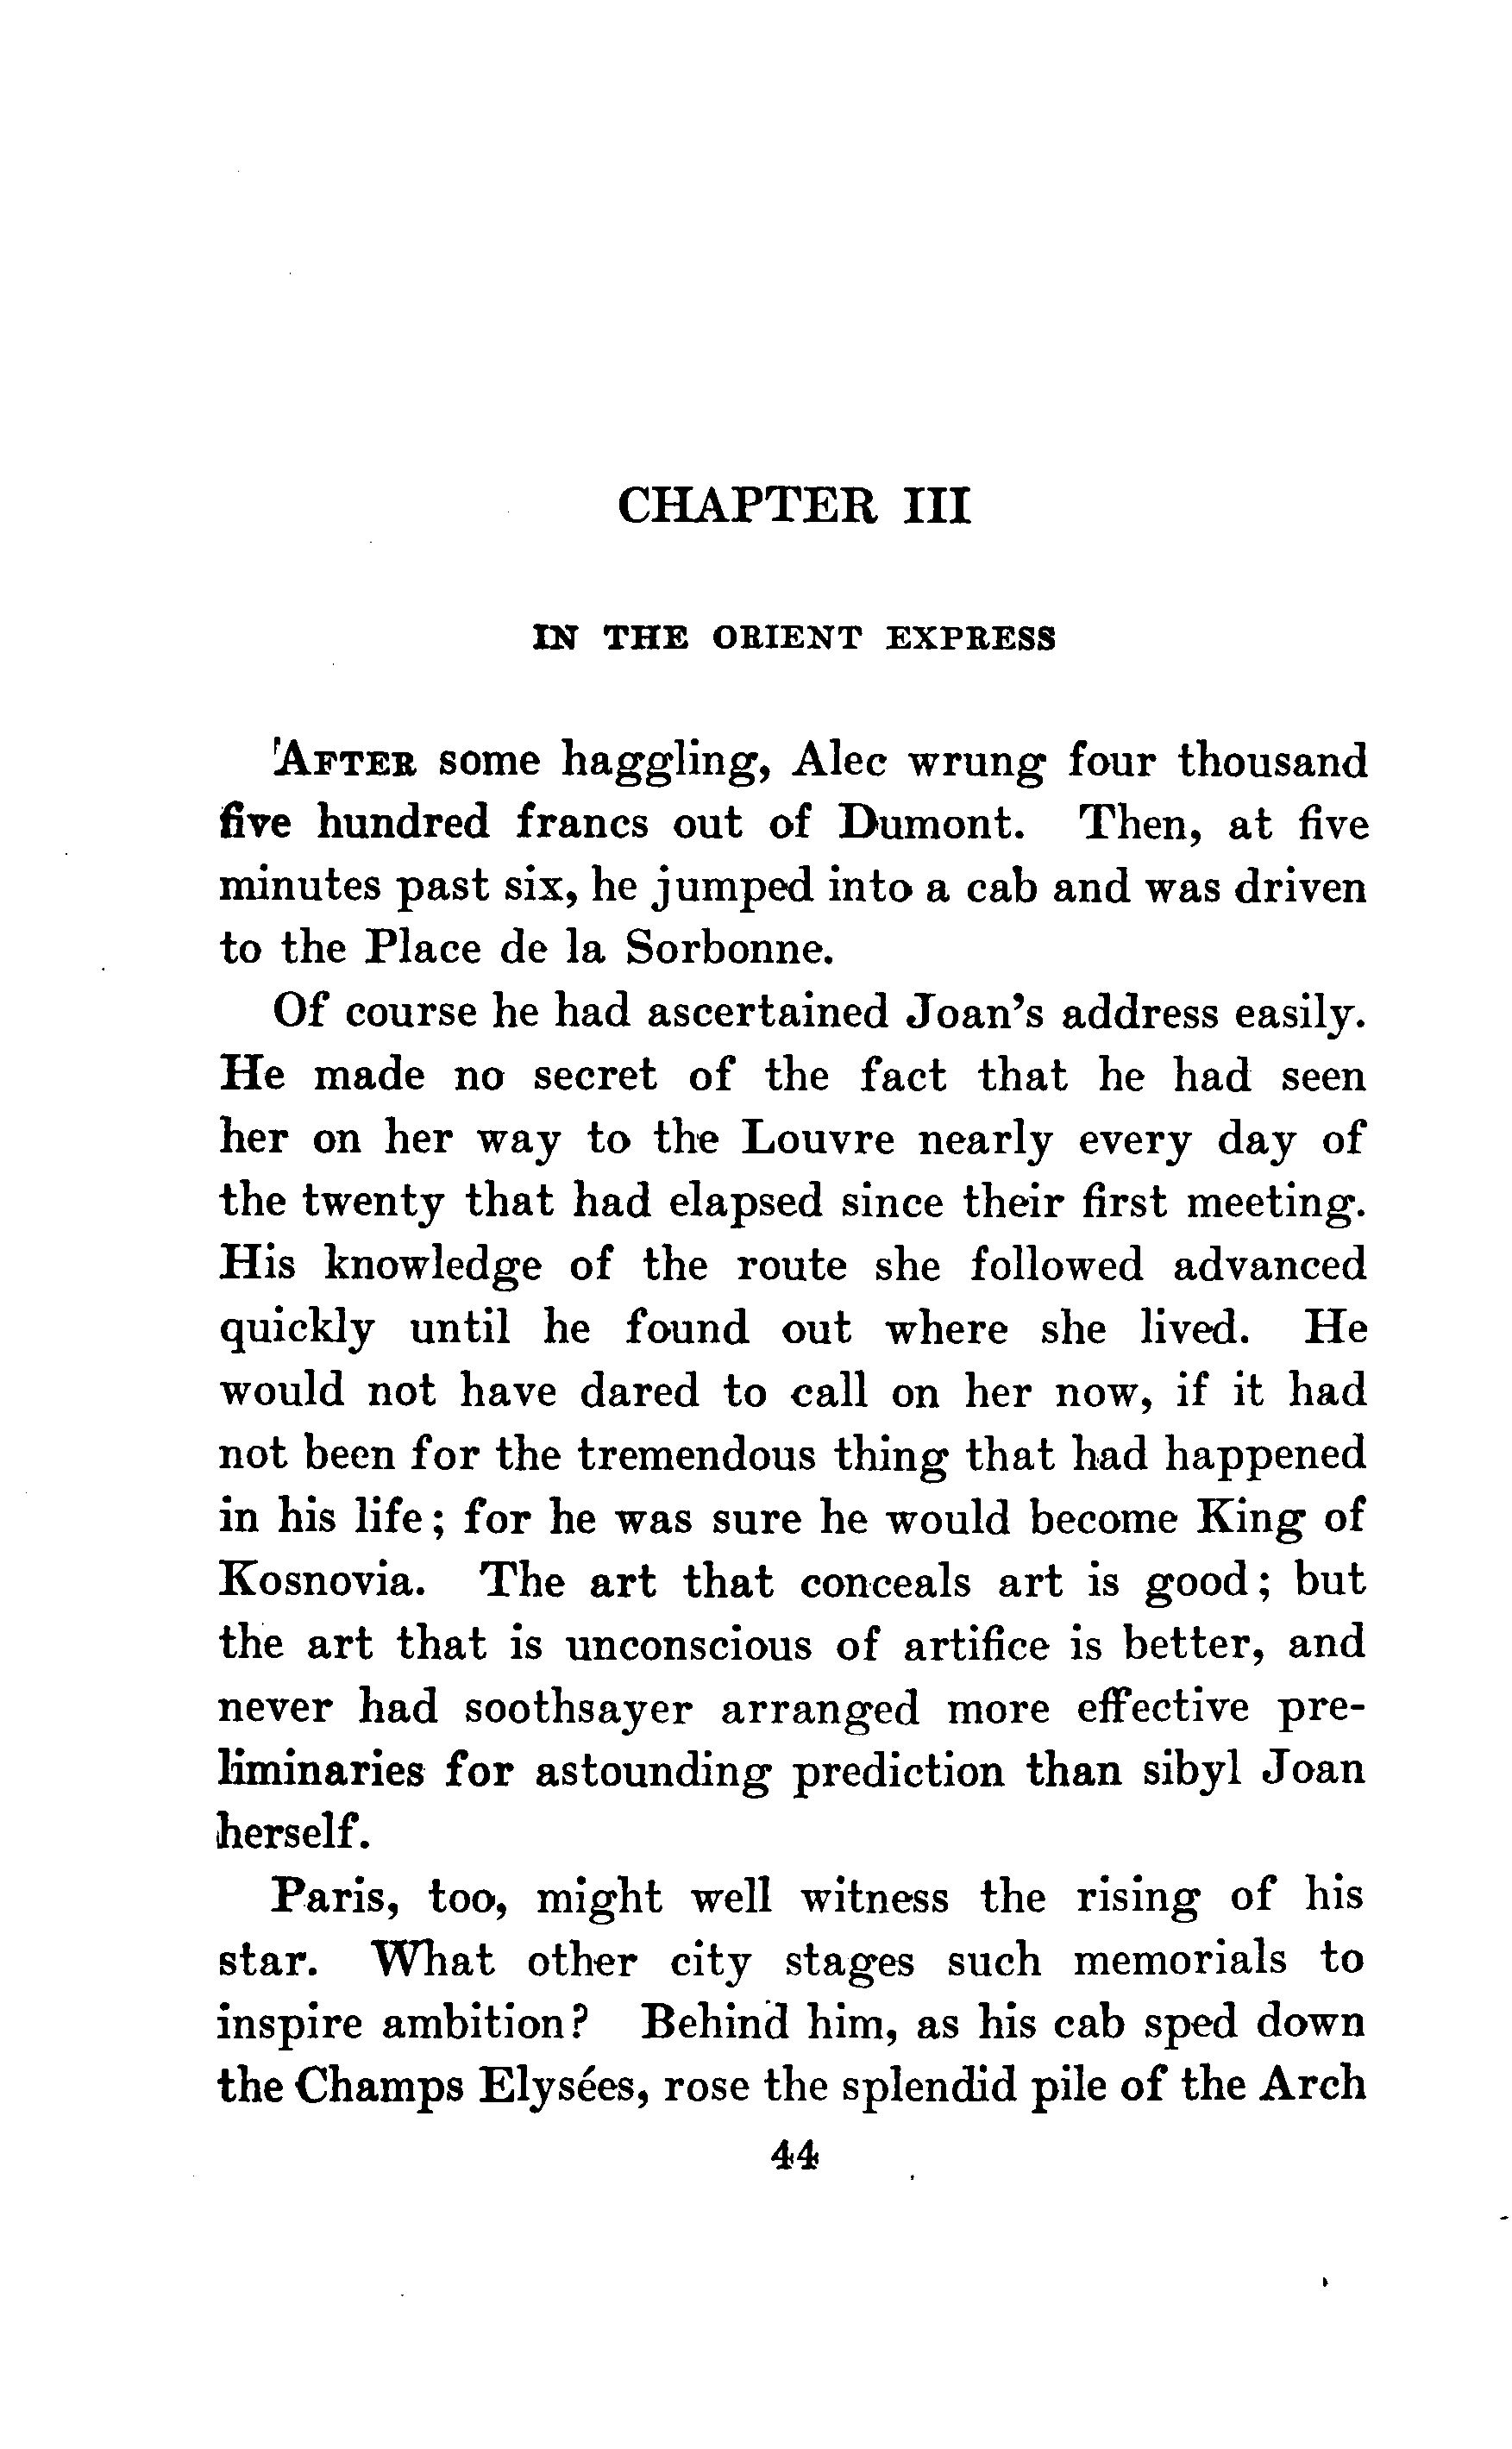 CHAPTER III
IN THE ORIENT EXPRESS
AFTER some haggling, Alec wrung four thousand
five hundred francs out of Dumont. Then, at five
minutes past six, he jumped into a cab and was driven
to the Place de la Sorbonne.
Of course he had ascertained Joan's address easily.
He made no secret of the fact that he had seen
her on her way to the Louvre nearly every day of
the twenty that had elapsed since their first meeting.
His knowledge of the route she followed advanced
quickly until he found out where she lived. He
would not have dared to call on her now, if it had
not been for the tremendous thing that had happened
in his life; for he was sure he would become King of
Kosnovia. The art that conceals art is good; but
the art that is unconscious of artifice is better, and
never had soothsayer arranged more effective pre-
liminaries for astounding prediction than sibyl Joan
herself.
Paris, too, might well witness the rising of his
star. What other city stages such memorials to
inspire ambition? Behind him, as his cab sped down
the Champs Elysées, rose the splendid pile of the Arch
44